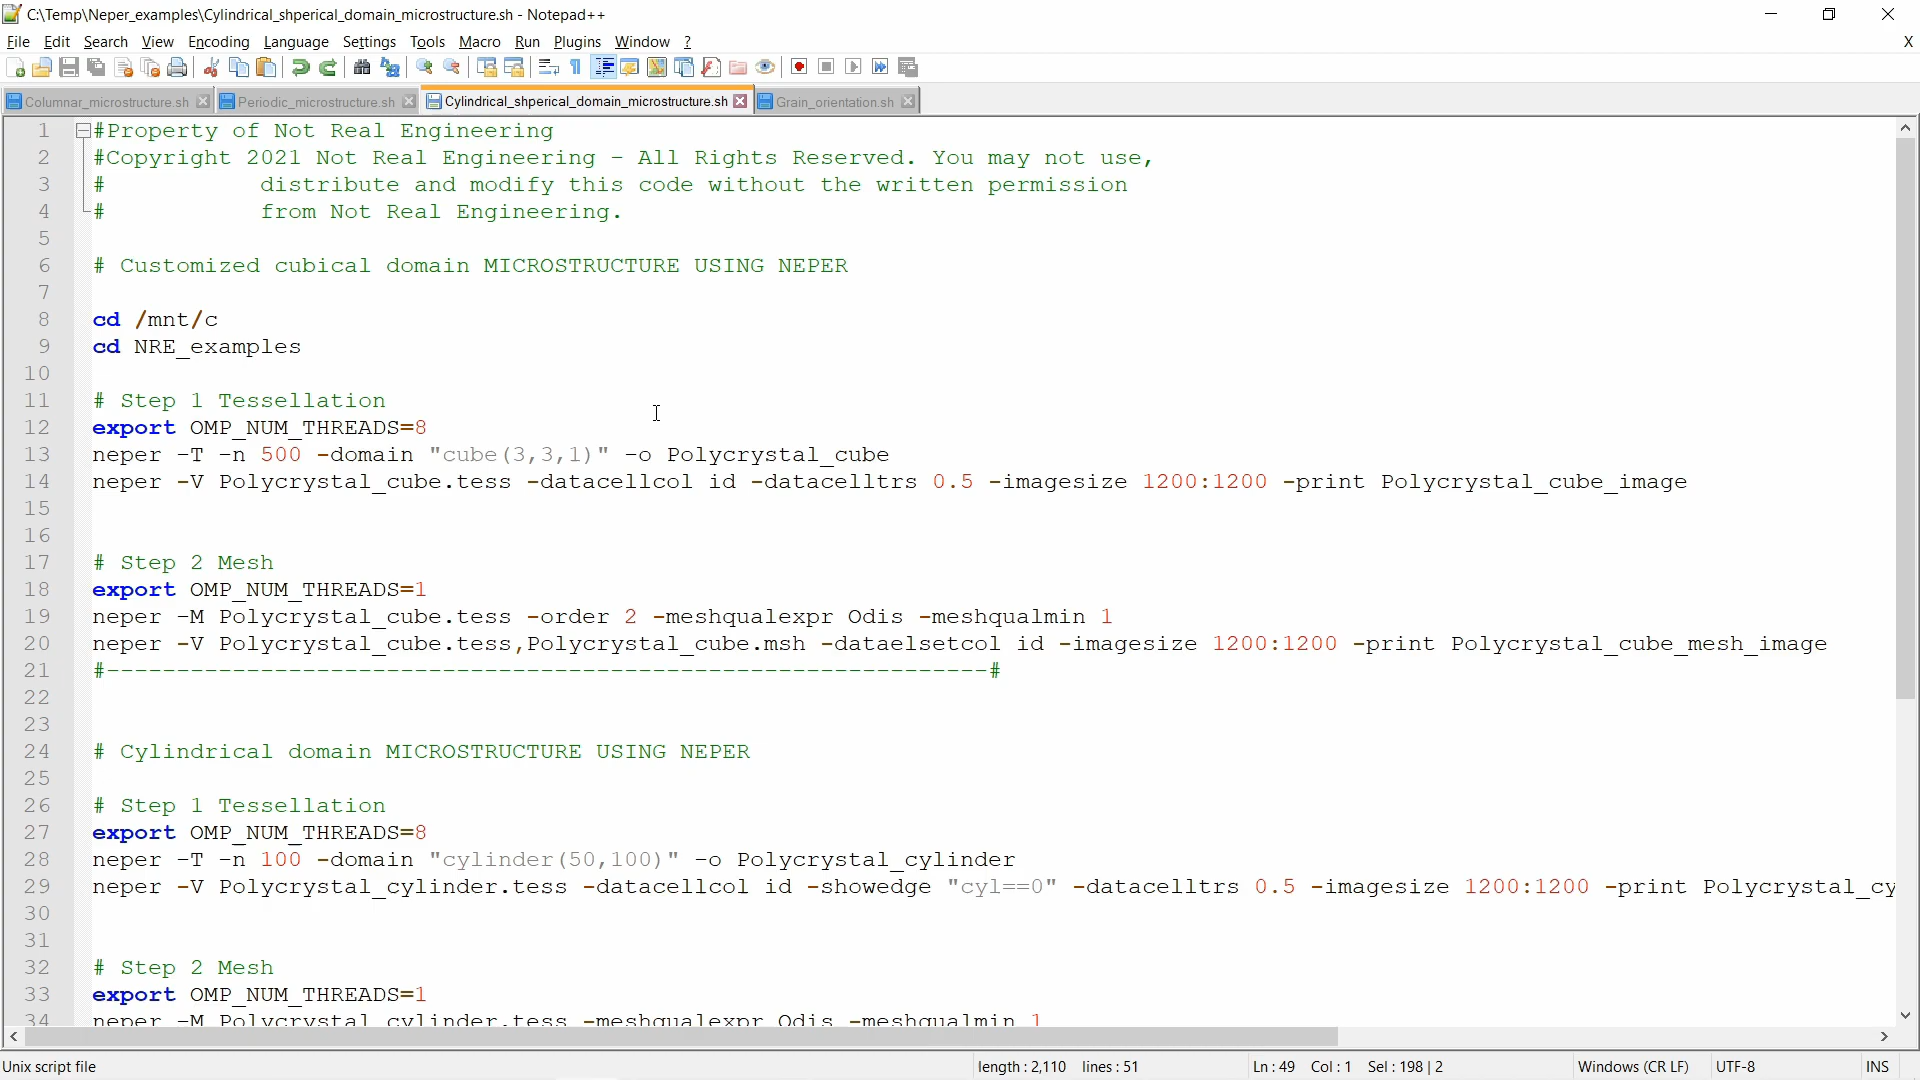 C:\Temp\Neper_examples\Cylindrical_shperical_domain_microstructure.sh - Notepad++
File Edit Search View Encoding Language Settings Tools Macro Run Plugins Window ? X
Columnar_microstructure.sh Periodic_microstructure.sh Cylindrical_shperical_domain_microstructure.sh Grain_orientation.sh
1 #Property of Not Real Engineering
2 #Copyright 2021 Not Real Engineering - All Rights Reserved. You may not use,
3 # distribute and modify this code without the written permission
4 # from Not Real Engineering.
5
6 # Customized cubical domain MICROSTRUCTURE USING NEPER
7
8 cd /mnt/c
9 cd NRE_examples
10
11 # Step 1 Tessellation
12 export OMP_NUM_THREADS=8
13 neper -T -n 500 -domain "cube(3,3,1)" -o Polycrystal_cube
14 neper -V Polycrystal_cube.tess -datacellcol id -datacelltrs 0.5 -imagesize 1200:1200 -print Polycrystal_cube_image
15
16
17 # Step 2 Mesh
18 export OMP_NUM_THREADS=1
19 neper -M Polycrystal_cube.tess -order 2 -meshqualexpr Odis -meshqualmin 1
20 neper -V Polycrystal_cube.tess,Polycrystal_cube.msh -dataelsetcol id -imagesize 1200:1200 -print Polycrystal_cube_mesh_image
21 #---------------------------------------------------------------#
22
23
24 # Cylindrical domain MICROSTRUCTURE USING NEPER
25
26 # Step 1 Tessellation
27 export OMP_NUM_THREADS=8
28 neper -T -n 100 -domain "cylinder(50,100)" -o Polycrystal_cylinder
29 neper -V Polycrystal_cylinder.tess -datacellcol id -showedge "cyl==0" -datacelltrs 0.5 -imagesize 1200:1200 -print Polycrystal_cy
30
31
32 # Step 2 Mesh
33 export OMP_NUM_THREADS=1
34 neper -M Polycrystal_cylinder.tess -meshqualexpr Odis -meshqualmin 1
Unix script file length : 2,110 lines : 51 Ln : 49 Col : 1 Sel : 198 | 2 Windows (CR LF) UTF-8 INS